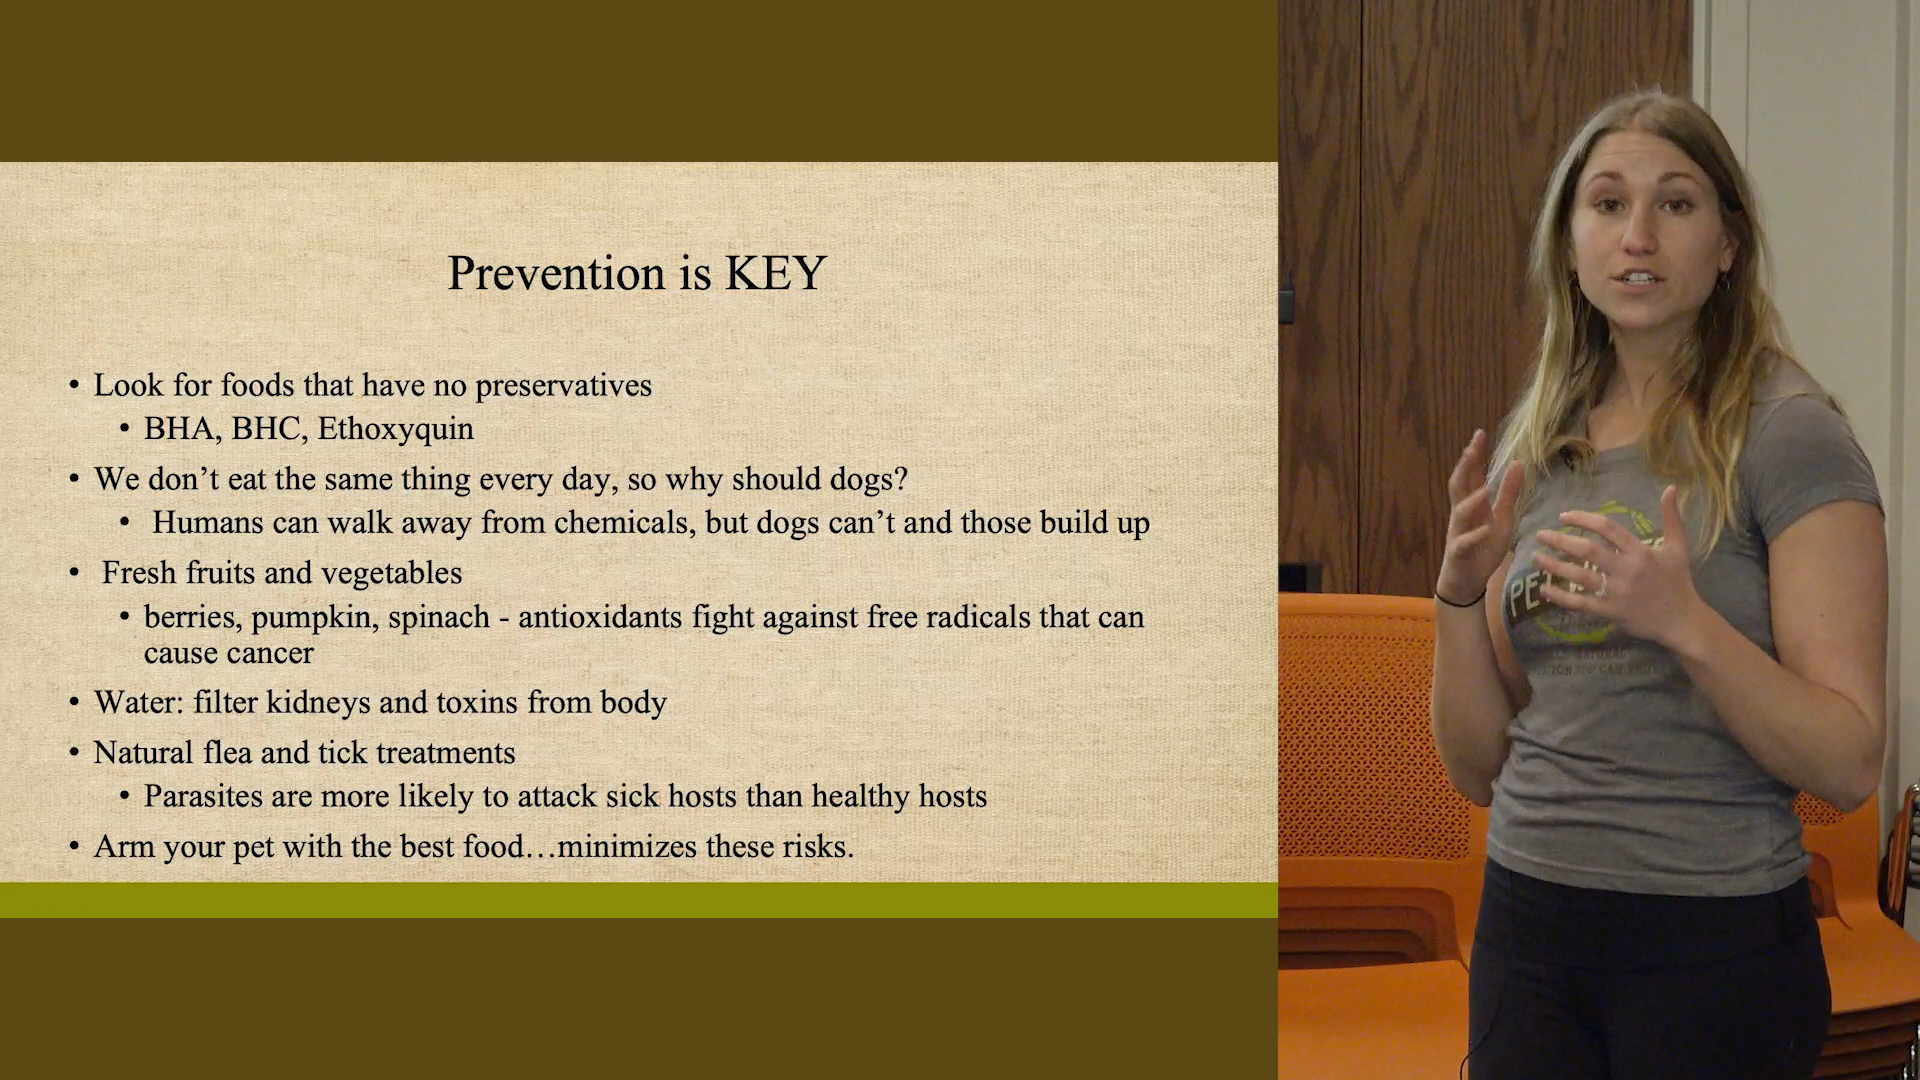 Prevention is KEY
• Look for foods that have no preservatives
• BHA, BHC, Ethoxyquin
• We don’t eat the same thing every day, so why should dogs?
• Humans can walk away from chemicals, but dogs can’t and those build up
• Fresh fruits and vegetables
• berries, pumpkin, spinach - antioxidants fight against free radicals that can
cause cancer
• Water: filter kidneys and toxins from body
• Natural flea and tick treatments
• Parasites are more likely to attack sick hosts than healthy hosts
• Arm your pet with the best food…minimizes these risks.